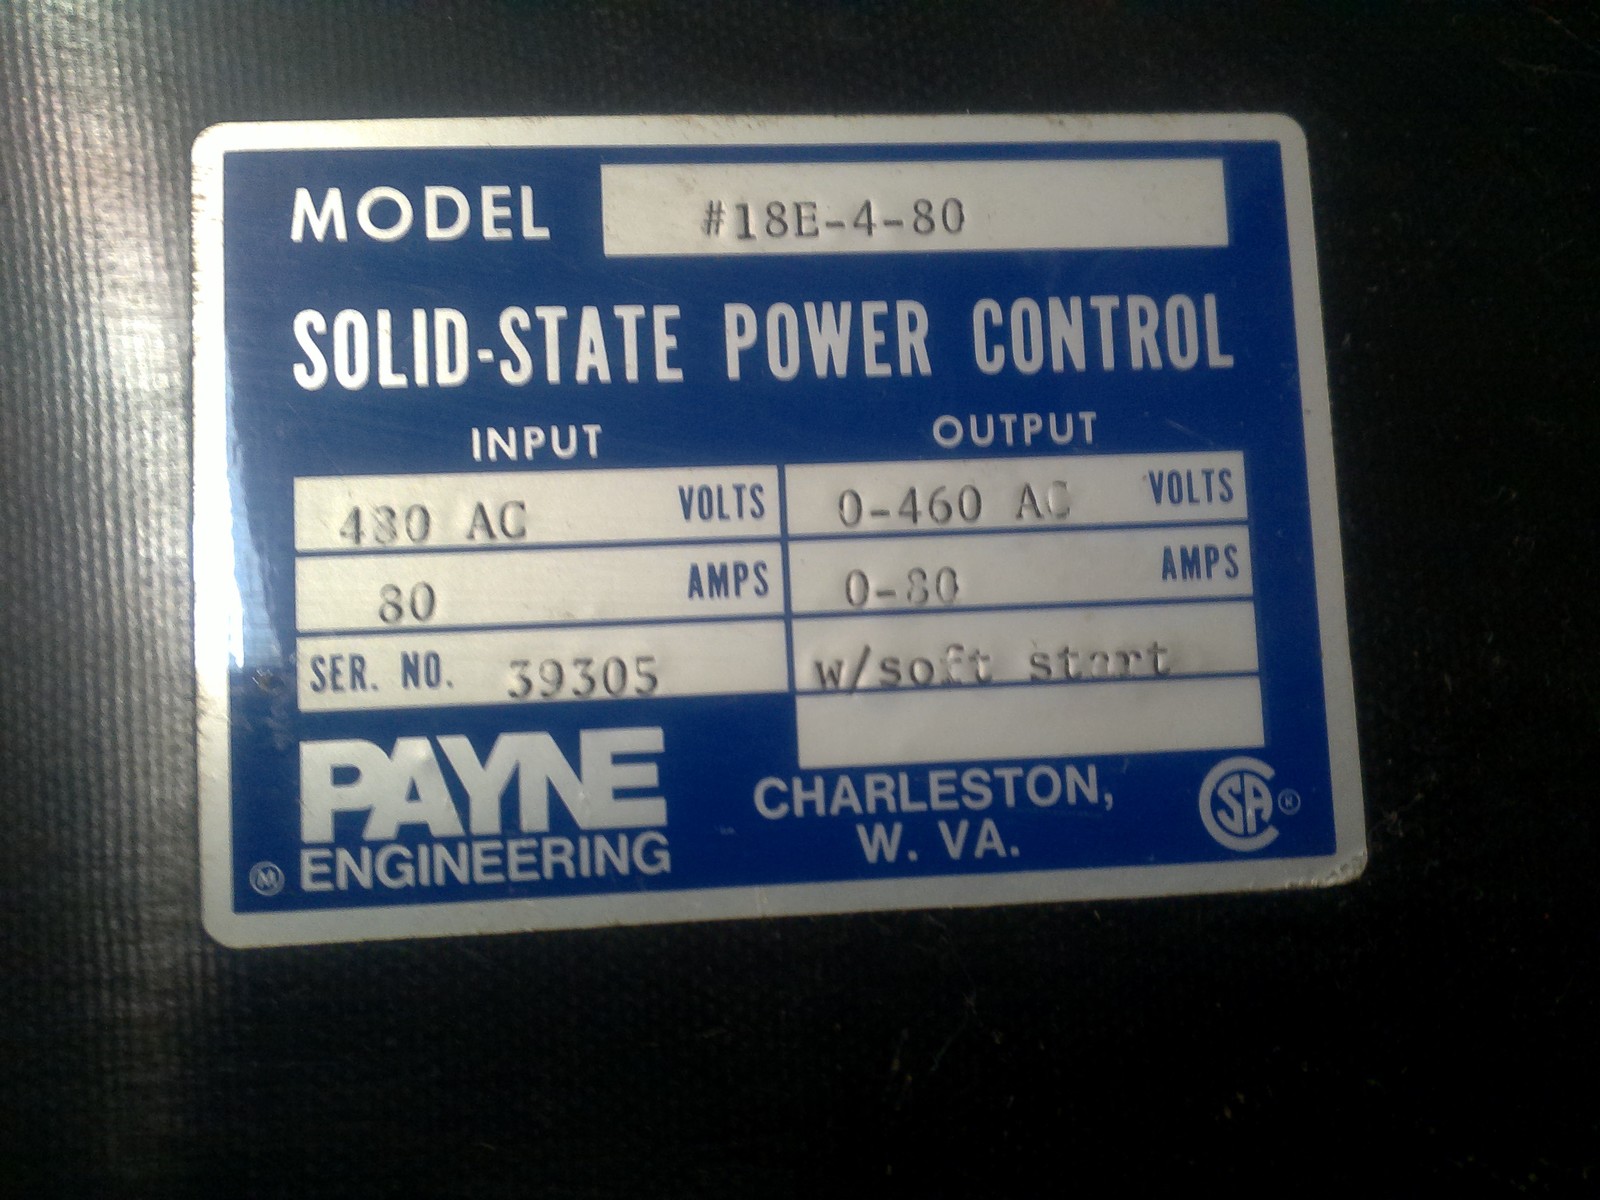 MODEL #18E-4-80
SOLID-STATE POWER CONTROL
INPUT OUTPUT
480 AC VOLTS 0-460 AC VOLTS
80 AMPS 0-80 AMPS
SER. NO. 39305 w/soft start
PAYNE
ENGINEERING
CHARLESTON,
W. VA.
M
CSA®